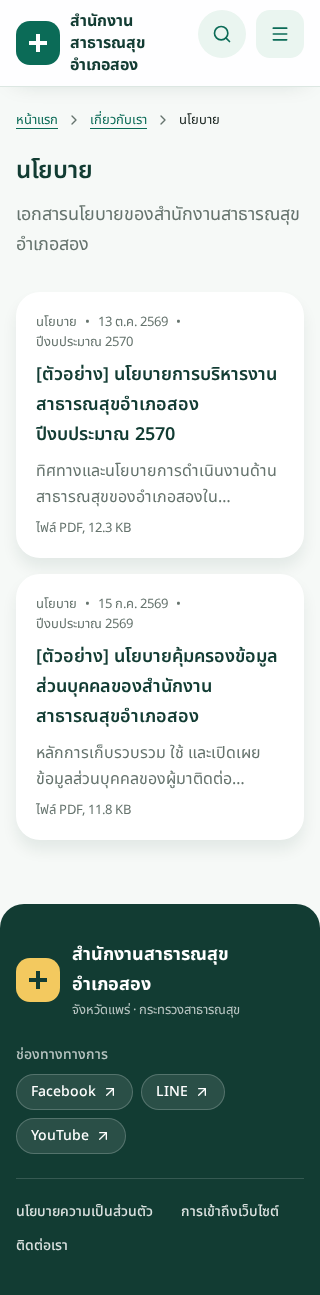 สำนักงาน
สาธารณสุข
อำเภอสอง
หน้าแรก > เกี่ยวกับเรา > นโยบาย
นโยบาย
เอกสารนโยบายของสำนักงานสาธารณสุข
อำเภอสอง
นโยบาย • 13 ต.ค. 2569 •
ปีงบประมาณ 2570
[ตัวอย่าง] นโยบายการบริหารงาน
สาธารณสุขอำเภอสอง
ปีงบประมาณ 2570
ทิศทางและนโยบายการดำเนินงานด้าน
สาธารณสุขของอำเภอสองใน...
ไฟล์ PDF, 12.3 KB
นโยบาย • 15 ก.ค. 2569 •
ปีงบประมาณ 2569
[ตัวอย่าง] นโยบายคุ้มครองข้อมูล
ส่วนบุคคลของสำนักงาน
สาธารณสุขอำเภอสอง
หลักการเก็บรวบรวม ใช้ และเปิดเผย
ข้อมูลส่วนบุคคลของผู้มาติดต่อ...
ไฟล์ PDF, 11.8 KB
สำนักงานสาธารณสุข
อำเภอสอง
จังหวัดแพร่ · กระทรวงสาธารณสุข
ช่องทางทางการ
Facebook LINE
YouTube
นโยบายความเป็นส่วนตัว การเข้าถึงเว็บไซต์
ติดต่อเรา